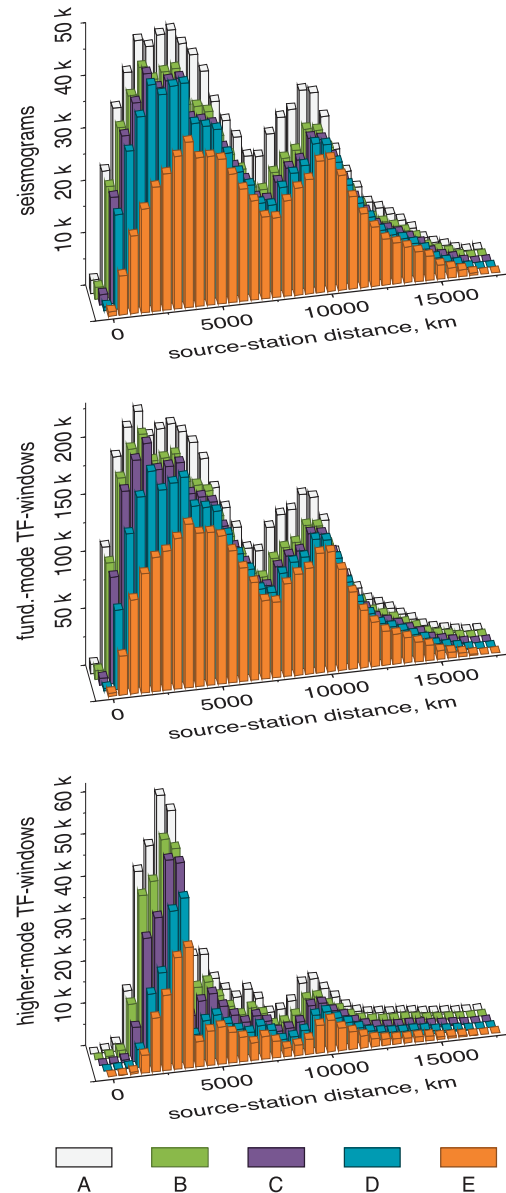 50 k
40 k
30 k
20 k
10 k
seismograms
0
5000
10000
15000
source-station distance, km
200 k
150 k
100 k
50 k
fund.-mode TF-windows
0
5000
10000
15000
source-station distance, km
60 k
50 k
40 k
30 k
20 k
10 k
higher-mode TF-windows
0
5000
10000
15000
source-station distance, km
A B C D E